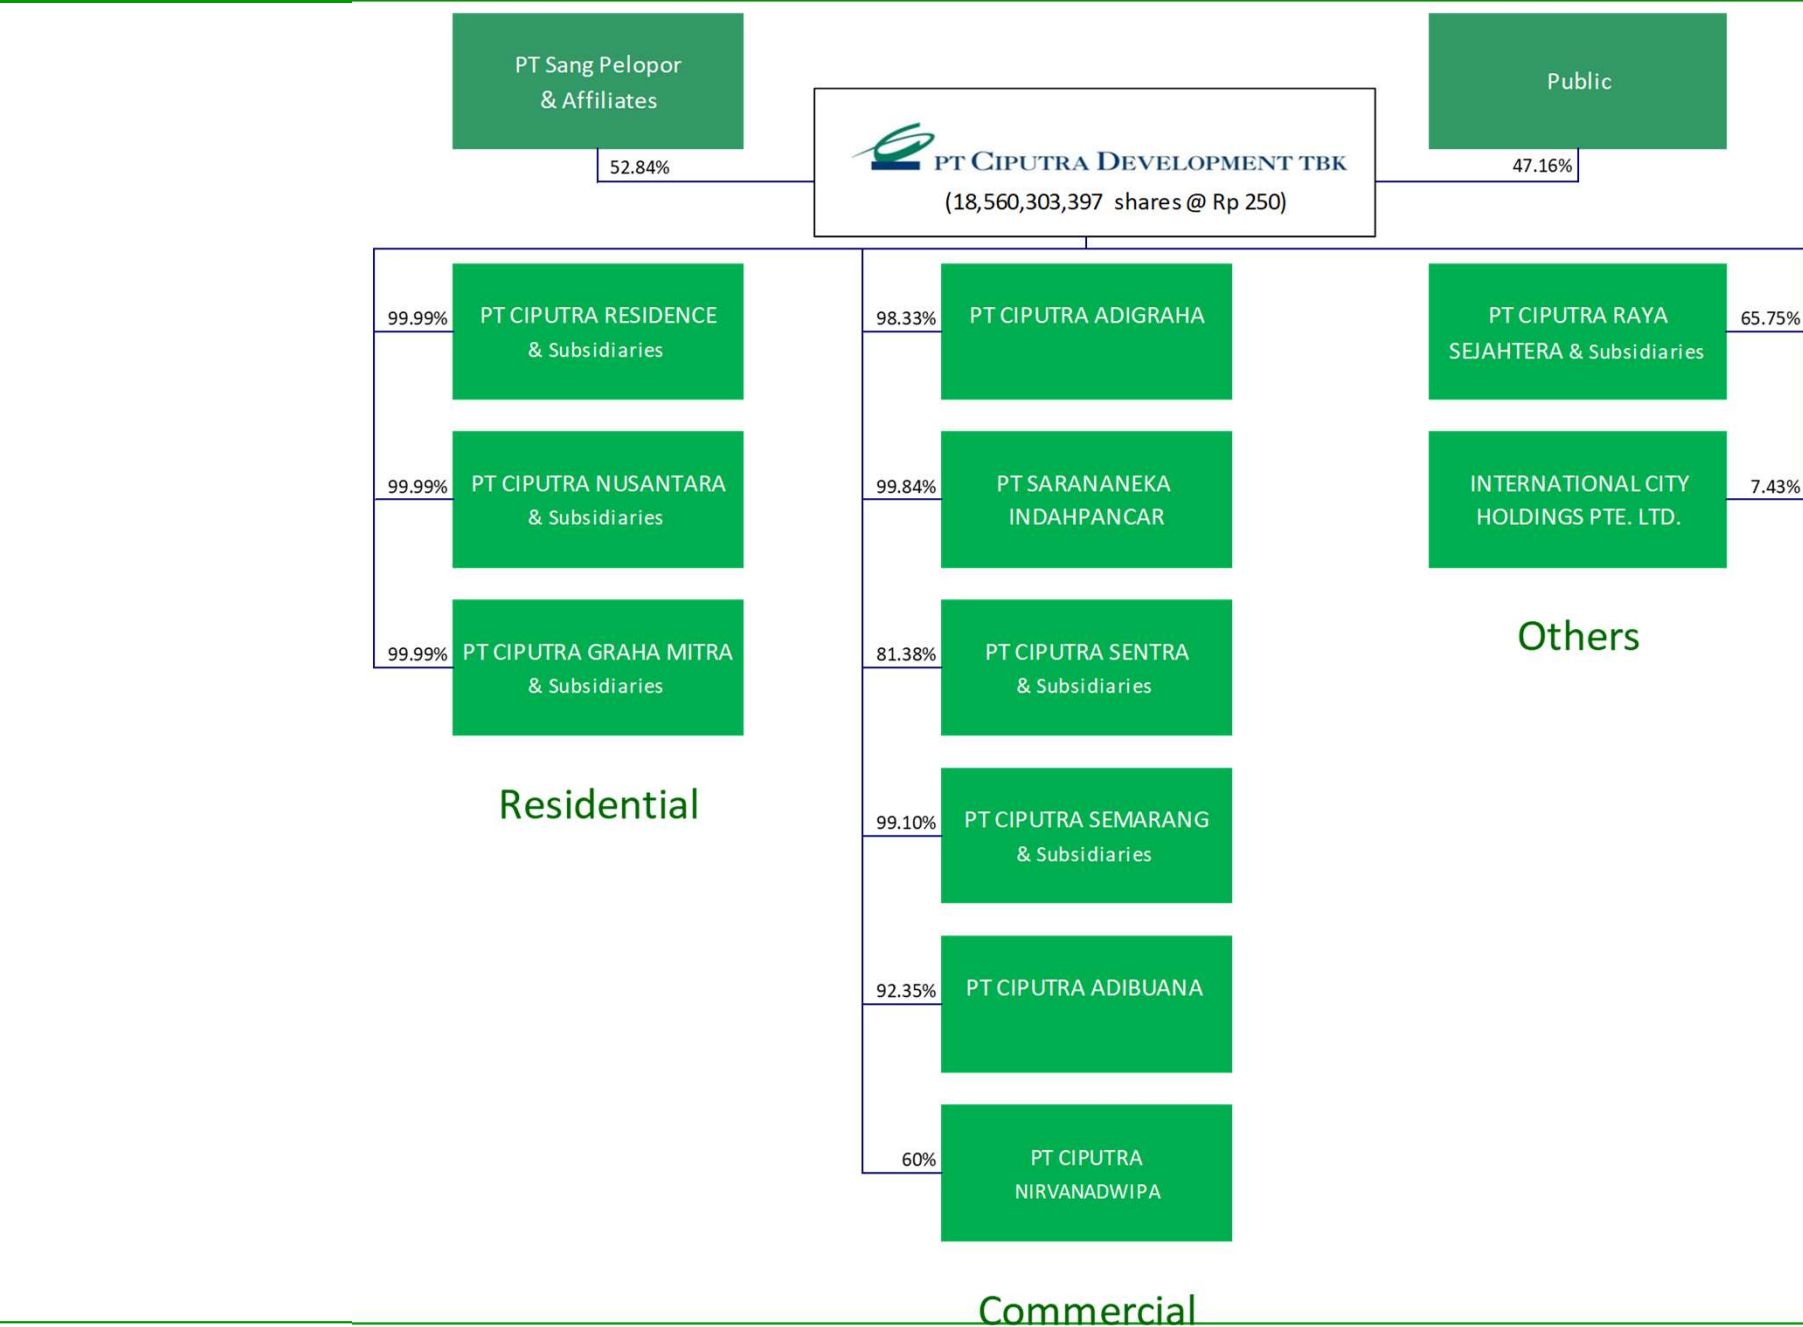 PT Sang Pelopor
& Affiliates
Public
PT CIPUTRA DEVELOPMENT TBK
(18,560,303,397 shares @ Rp 250)
52.84%
47.16%
99.99%
PT CIPUTRA RESIDENCE
& Subsidiaries
99.99%
PT CIPUTRA NUSANTARA
& Subsidiaries
99.99%
PT CIPUTRA GRAHA MITRA
& Subsidiaries
Residential
98.33%
PT CIPUTRA ADIGRAHA
99.84%
PT SARANANEKA
INDAHPANCAR
81.38%
PT CIPUTRA SENTRA
& Subsidiaries
99.10%
PT CIPUTRA SEMARANG
& Subsidiaries
92.35%
PT CIPUTRA ADIBUANA
60%
PT CIPUTRA
NIRVANADWIPA
Commercial
PT CIPUTRA RAYA
SEJAHTERA & Subsidiaries
65.75%
INTERNATIONAL CITY
HOLDINGS PTE. LTD.
7.43%
Others